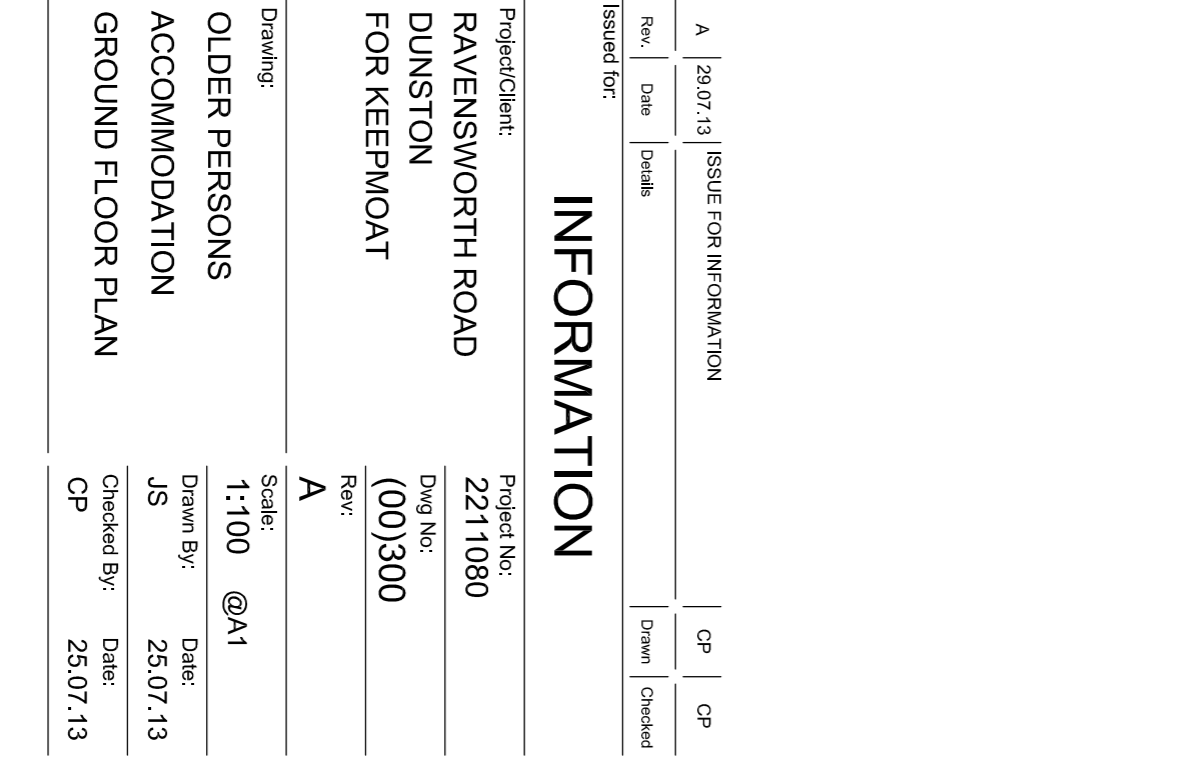 A 29.07.13 ISSUE FOR INFORMATION CP CP
Rev. Date Details Drawn Checked
Issued for:
INFORMATION
Project/Client:
RAVENSWORTH ROAD
DUNSTON
FOR KEEPMOAT
Project No:
2211080
Dwg No:
(00)300
Rev:
A
Drawing:
OLDER PERSONS
ACCOMMODATION
GROUND FLOOR PLAN
Scale:
1:100 @A1
Drawn By: Date:
JS 25.07.13
Checked By: Date:
CP 25.07.13